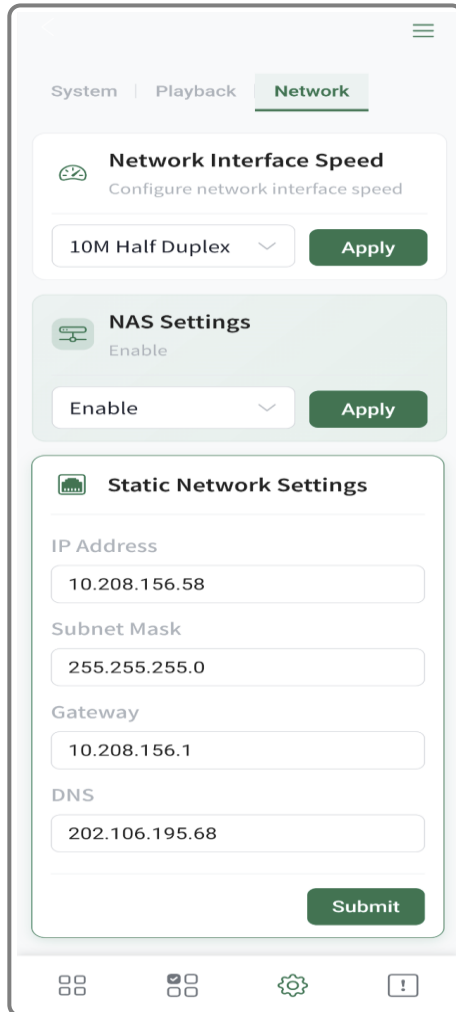 System
Playback
Network
Network Interface Speed
Configure network interface speed
10M Half Duplex
Apply
NAS Settings
Enable
Enable
Apply
Static Network Settings
IP Address
10.208.156.58
Subnet Mask
255.255.255.0
Gateway
10.208.156.1
DNS
202.106.195.68
Submit